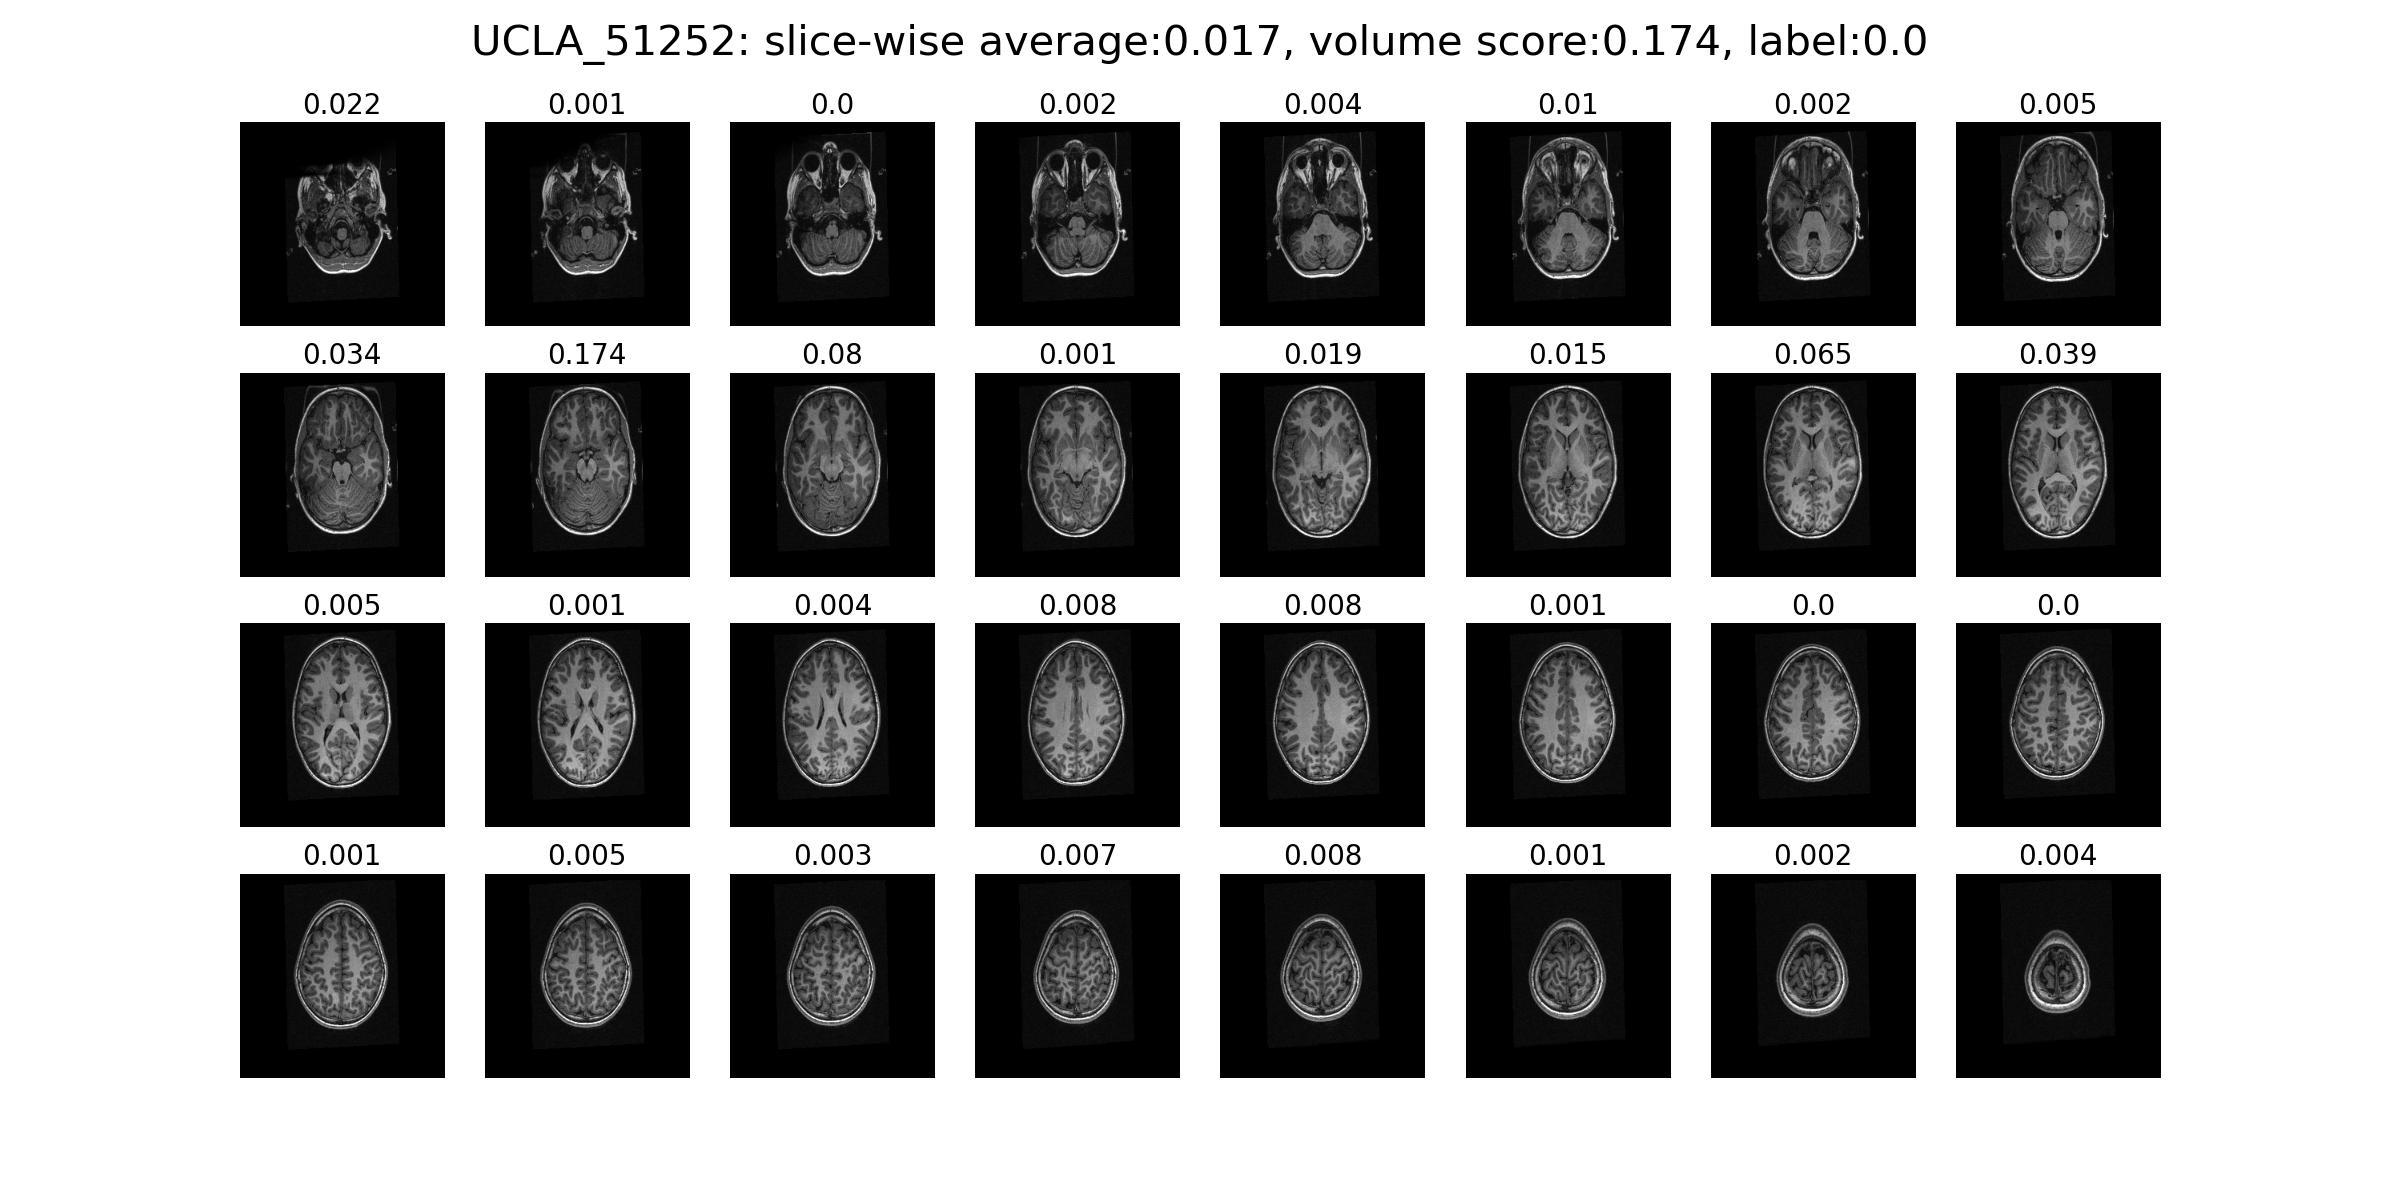 UCLA_51252: slice-wise average:0.017, volume score:0.174, label:0.0
0.022 0.001 0.0 0.002 0.004 0.01 0.002 0.005
0.034 0.174 0.08 0.001 0.019 0.015 0.065 0.039
0.005 0.001 0.004 0.008 0.008 0.001 0.0 0.0
0.001 0.005 0.003 0.007 0.008 0.001 0.002 0.004